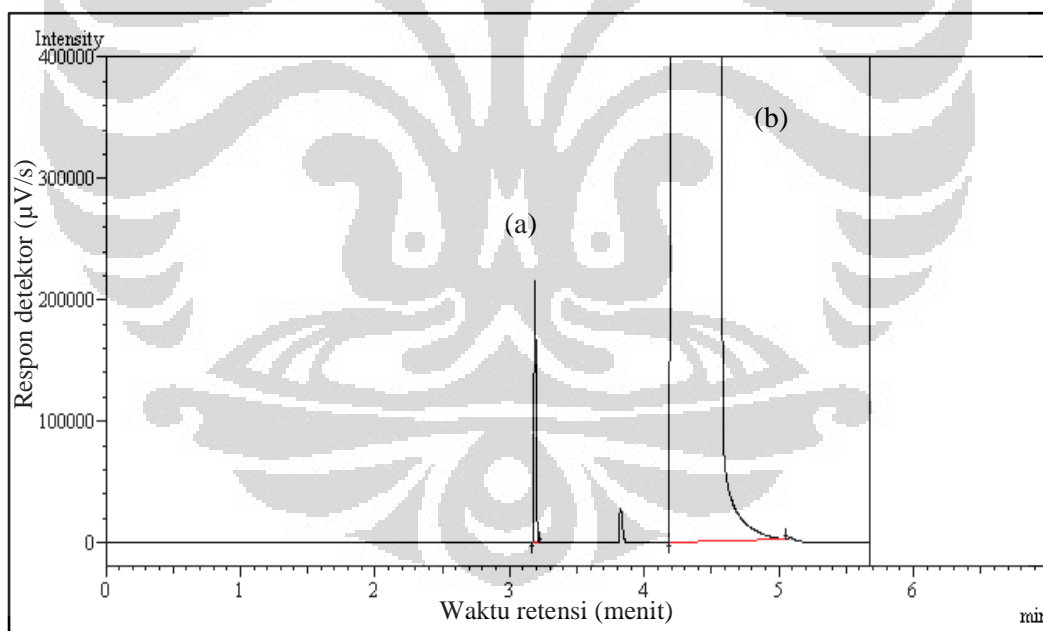 Intensity
400000
300000
200000
100000
0
Respon detektor (µV/s)
(a)
(b)
0 1 2 3 4 5 6
Waktu retensi (menit)
min